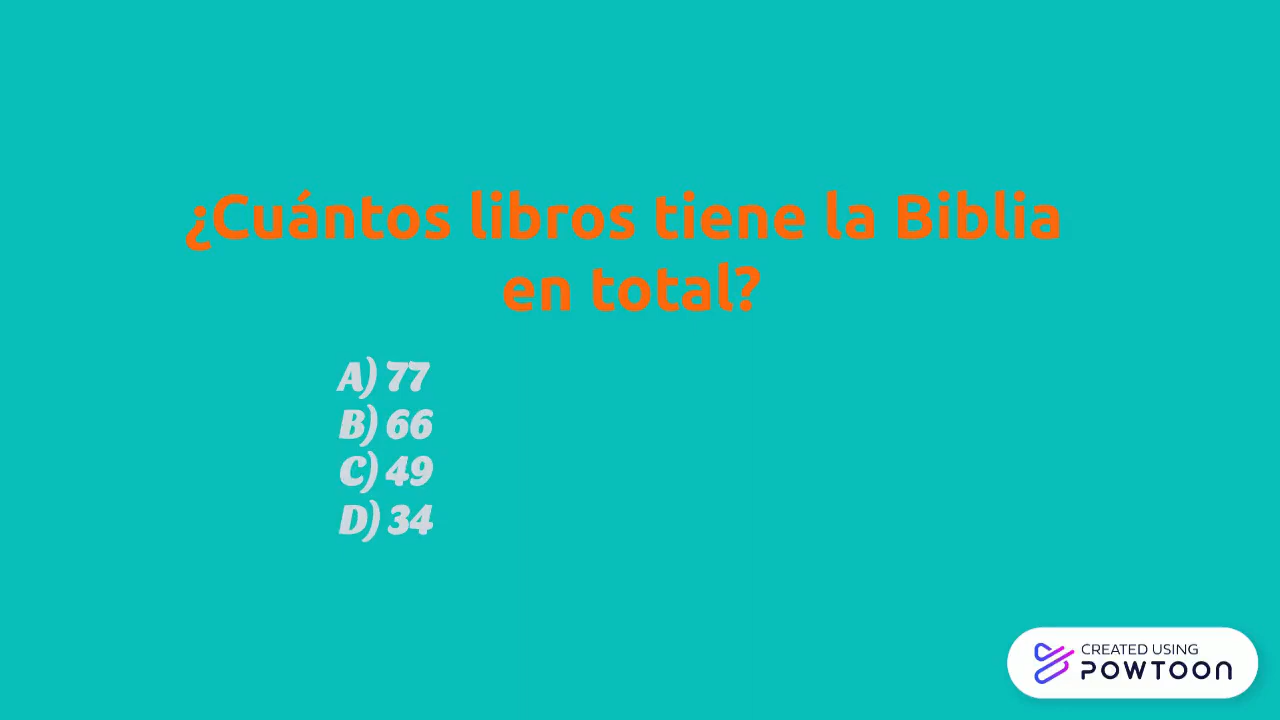 ¿Cuántos libros tiene la Biblia
en total?
A) 77
B) 66
C) 49
D) 34
CREATED USING
POWTOON